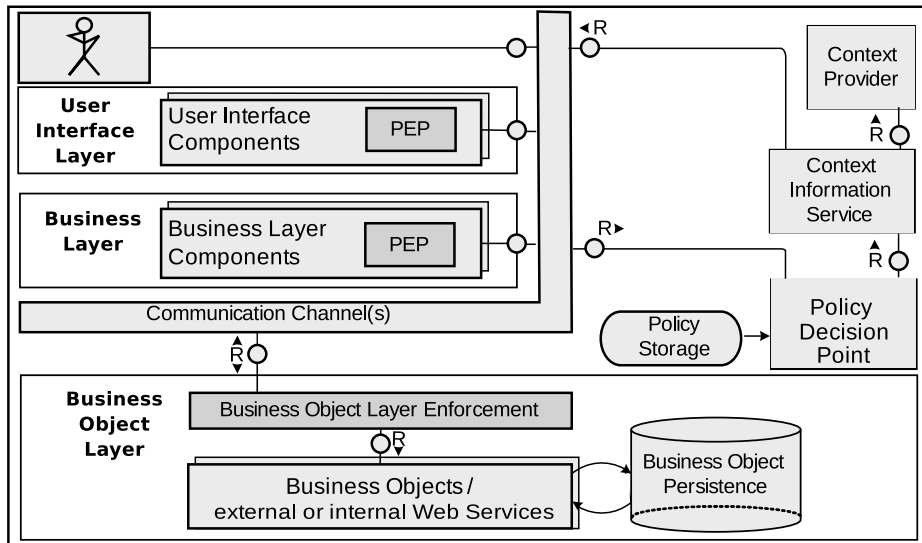 R
Context
Provider
User
Interface
Layer
User Interface
Components
PEP
R
Context
Information
Service
Business
Layer
Business Layer
Components
PEP
R
R
Communication Channel(s)
Policy
Storage
Policy
Decision
Point
R
Business
Object
Layer
Business Object Layer Enforcement
R
Business Objects /
external or internal Web Services
Business Object
Persistence